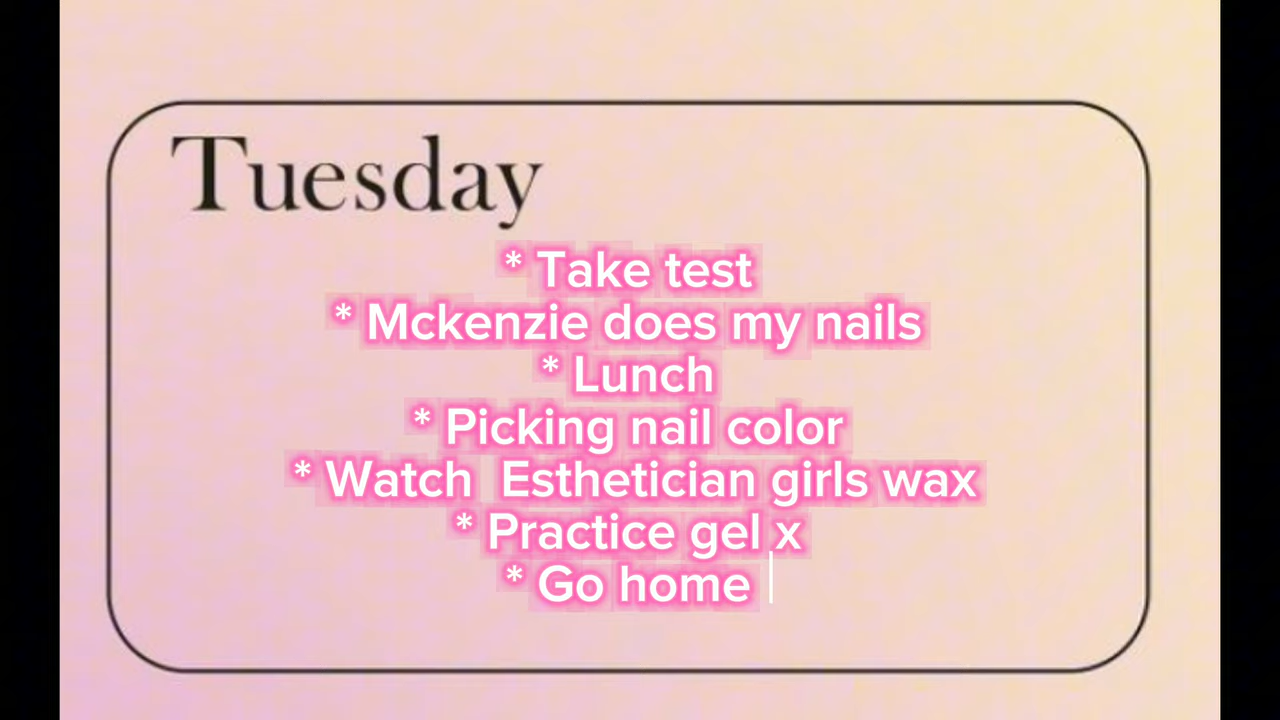 Tuesday
* Take test
* Mckenzie does my nails
* Lunch
* Picking nail color
* Watch  Esthetician girls wax
* Practice gel x
* Go home